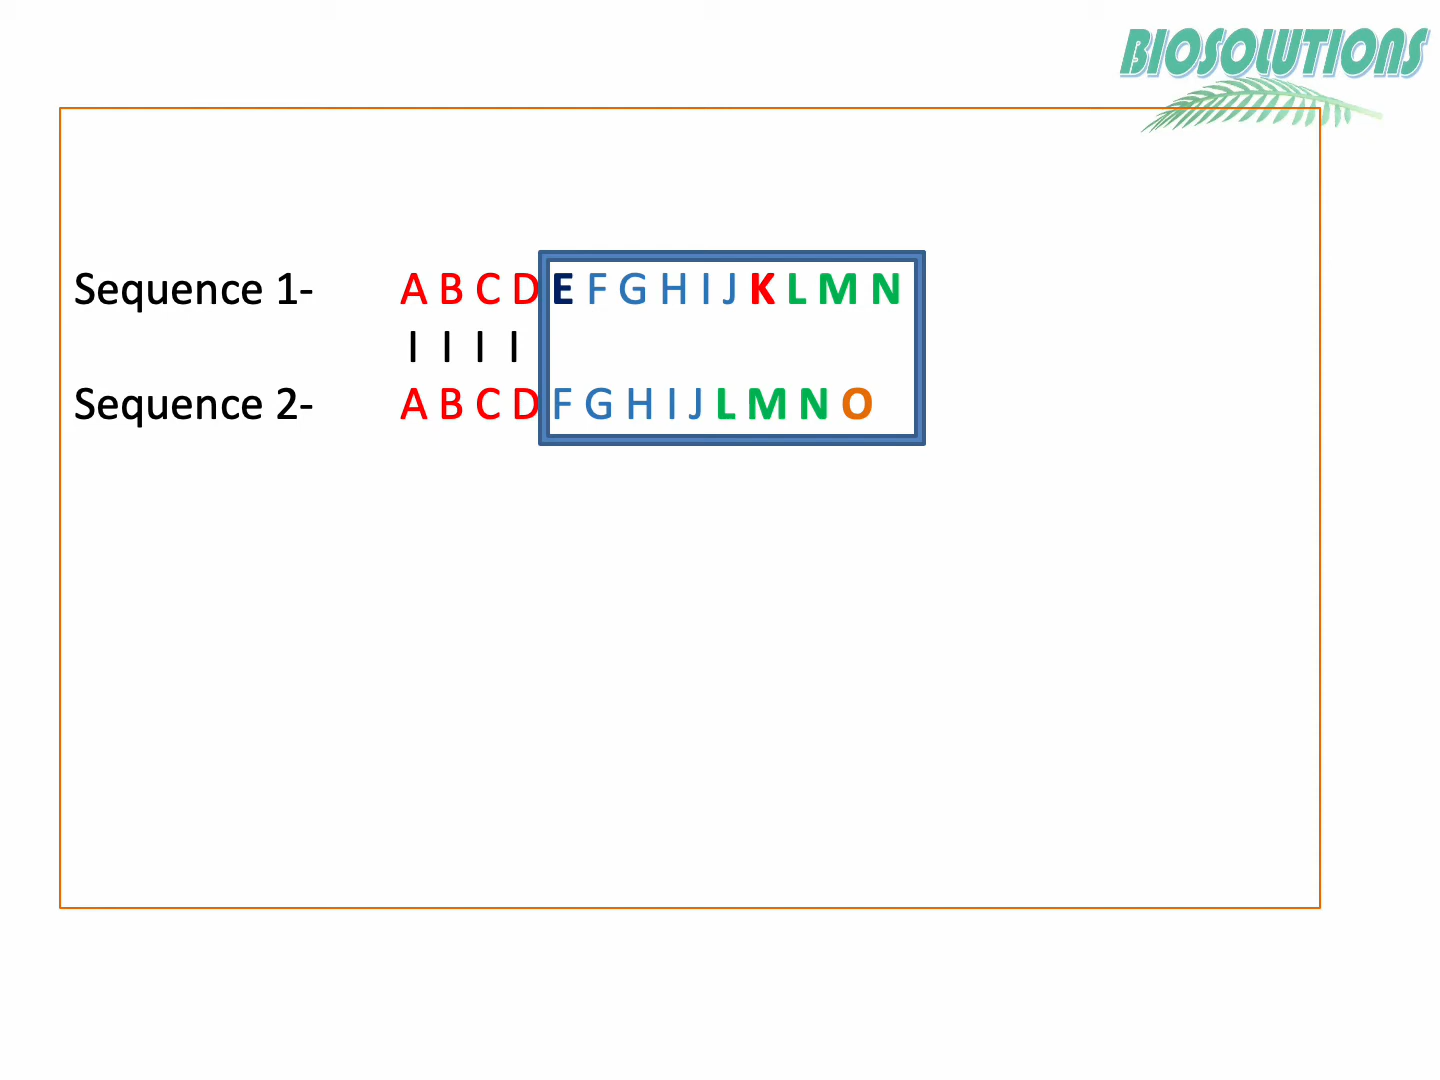 BIOSOLUTIONS
Sequence 1- A B C D E F G H I J K L M N
I I I I
Sequence 2- A B C D F G H I J L M N O